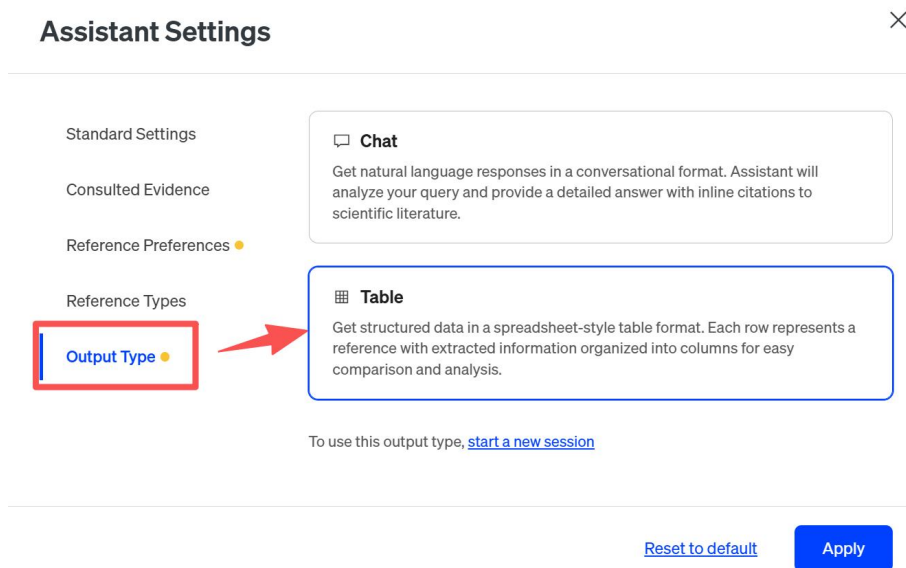 Assistant Settings
Standard Settings
Consulted Evidence
Reference Preferences
Reference Types
Output Type
Chat
Get natural language responses in a conversational format. Assistant will
analyze your query and provide a detailed answer with inline citations to
scientific literature.
Table
Get structured data in a spreadsheet-style table format. Each row represents a
reference with extracted information organized into columns for easy
comparison and analysis.
To use this output type, start a new session
Reset to default
Apply